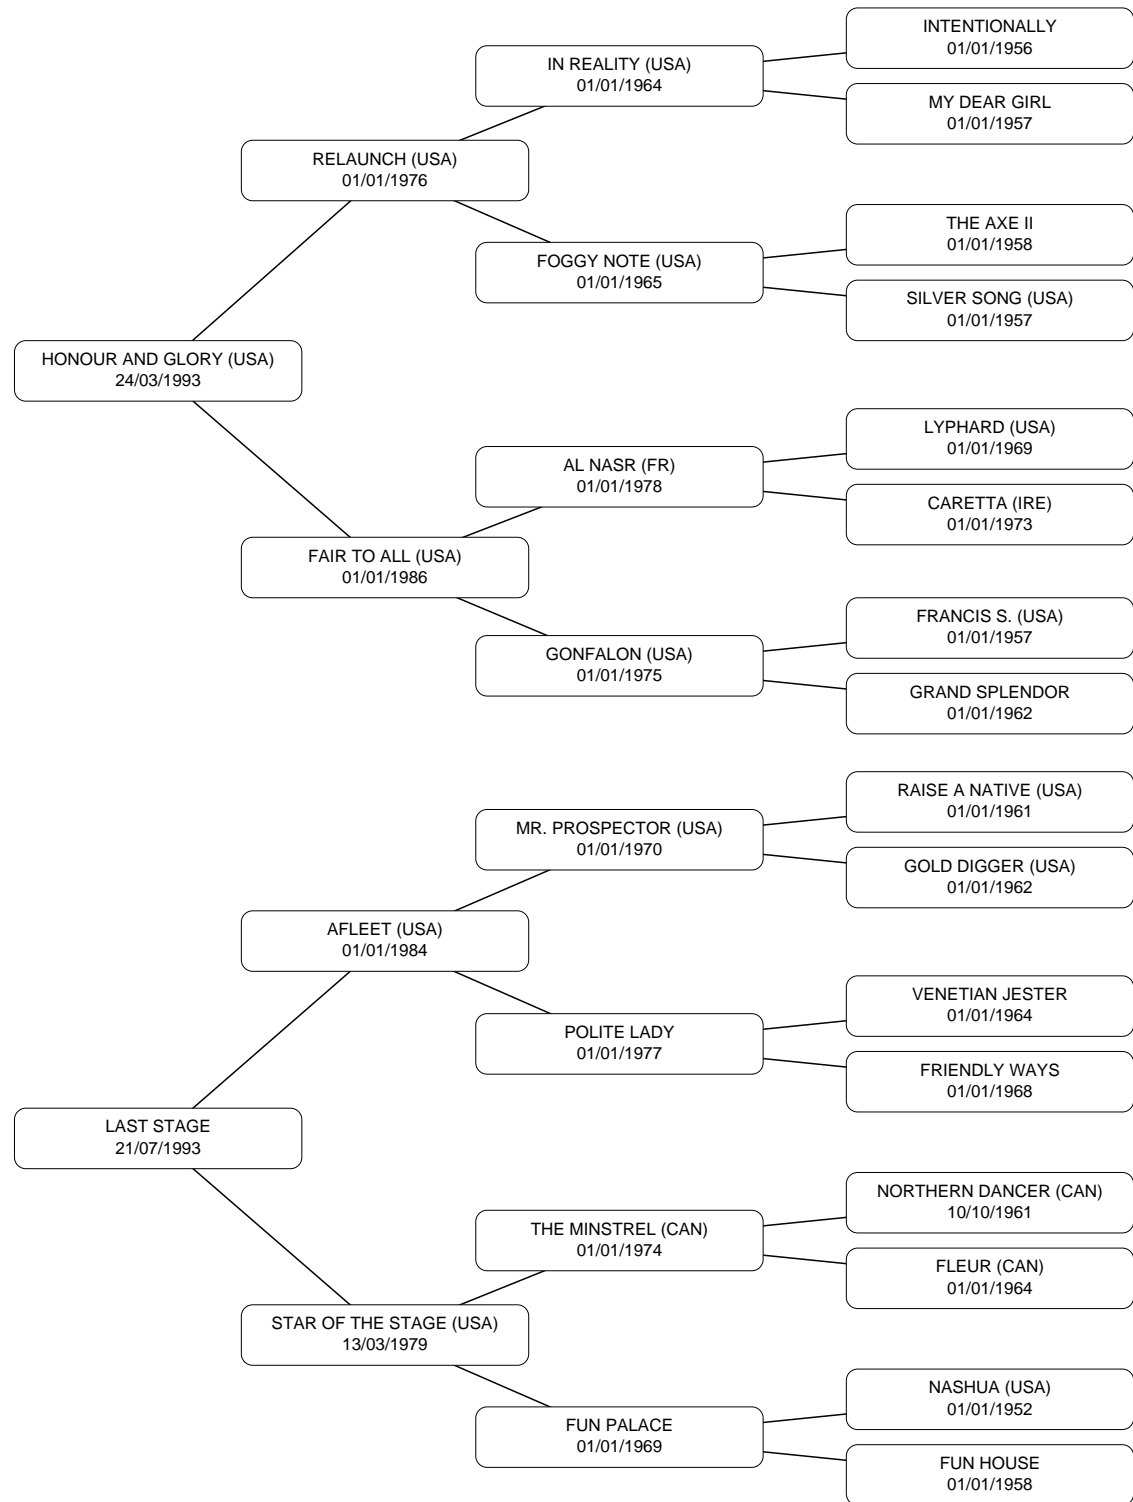 INTENTIONALLY
01/01/1956
IN REALITY (USA)
01/01/1964
MY DEAR GIRL
01/01/1957
RELAUNCH (USA)
01/01/1976
THE AXE II
01/01/1958
FOGGY NOTE (USA)
01/01/1965
SILVER SONG (USA)
01/01/1957
HONOUR AND GLORY (USA)
24/03/1993
LYPHARD (USA)
01/01/1969
AL NASR (FR)
01/01/1978
CARETTA (IRE)
01/01/1973
FAIR TO ALL (USA)
01/01/1986
FRANCIS S. (USA)
01/01/1957
GONFALON (USA)
01/01/1975
GRAND SPLENDOR
01/01/1962
RAISE A NATIVE (USA)
01/01/1961
MR. PROSPECTOR (USA)
01/01/1970
GOLD DIGGER (USA)
01/01/1962
AFLEET (USA)
01/01/1984
VENETIAN JESTER
01/01/1964
POLITE LADY
01/01/1977
FRIENDLY WAYS
01/01/1968
LAST STAGE
21/07/1993
NORTHERN DANCER (CAN)
10/10/1961
THE MINSTREL (CAN)
01/01/1974
FLEUR (CAN)
01/01/1964
STAR OF THE STAGE (USA)
13/03/1979
NASHUA (USA)
01/01/1952
FUN PALACE
01/01/1969
FUN HOUSE
01/01/1958